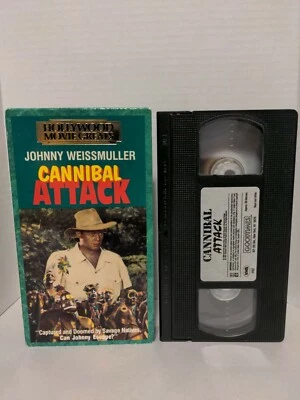 HOLLYWOOD
MOVIE GREATS
JOHNNY WEISSMULLER
CANNIBAL
ATTACK
"Captured and Doomed by Savage Natives,
Can Johnny Escape?"
CANNIBAL
ATTACK
GOODTIMES
VHS